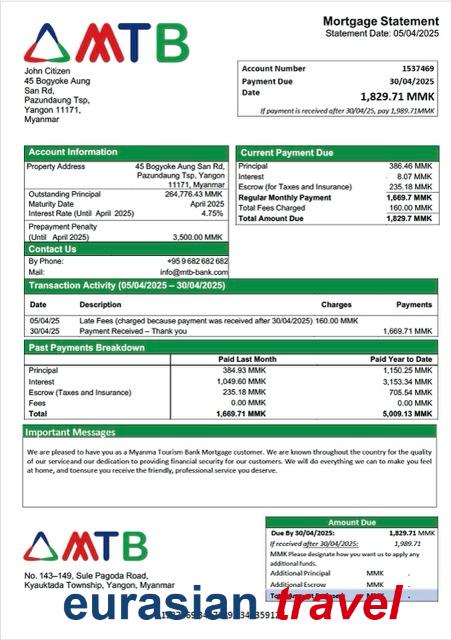 MTB
Mortgage Statement
Statement Date: 05/04/2025
John Citizen
45 Bogyoke Aung
San Rd,
Pazundaung Tsp,
Yangon 11171,
Myanmar
Account Number 1537469
Payment Due 30/04/2025
Date 1,829.71 MMK
If payment is received after 30/04/25, pay 1,989.71MMK
Account Information
Property Address 45 Bogyoke Aung San Rd,
Pazundaung Tsp, Yangon
11171, Myanmar
Outstanding Principal 264,776.43 MMK
Maturity Date April 2025
Interest Rate (Until April 2025) 4.75%
Prepayment Penalty
(Until April 2025) 3,500.00 MMK
Contact Us
By Phone: +95 9 682 682 682
Mail: info@mtb-bank.com
Current Payment Due
Principal 386.46 MMK
Interest 8.07 MMK
Escrow (for Taxes and Insurance) 235.18 MMK
Regular Monthly Payment 1,669.7 MMK
Total Fees Charged 160.00 MMK
Total Amount Due 1,829.7 MMK
Transaction Activity (05/04/2025 – 30/04/2025)
Date Description Charges Payments
05/04/25 Late Fees (charged because payment was received after 30/04/2025) 160.00 MMK
30/04/25 Payment Received – Thank you 1,669.71 MMK
Past Payments Breakdown
Paid Last Month Paid Year to Date
Principal 384.93 MMK 1,150.25 MMK
Interest 1,049.60 MMK 3,153.34 MMK
Escrow (Taxes and Insurance) 235.18 MMK 705.54 MMK
Fees 0.00 MMK 0.00 MMK
Total 1,669.71 MMK 5,009.13 MMK
Important Messages
We are pleased to have you as a Myanma Tourism Bank Mortgage customer. We are known throughout the country for the quality
of our serviceand our dedication to providing financial security for our customers. We will do everything we can to make you feel
at home, and toensure you receive the friendly, professional service you deserve.
MTB
No. 143–149, Sule Pagoda Road,
Kyauktada Township, Yangon, Myanmar
Amount Due
Due By 30/04/2025: 1,829.71 MMK
If received after 30/04/2025: 1,989.71
MMK Please designate how you want us to apply any
additional funds.
Additional Principal MMK .
Additional Escrow MMK .
MMK .
eurasian travel